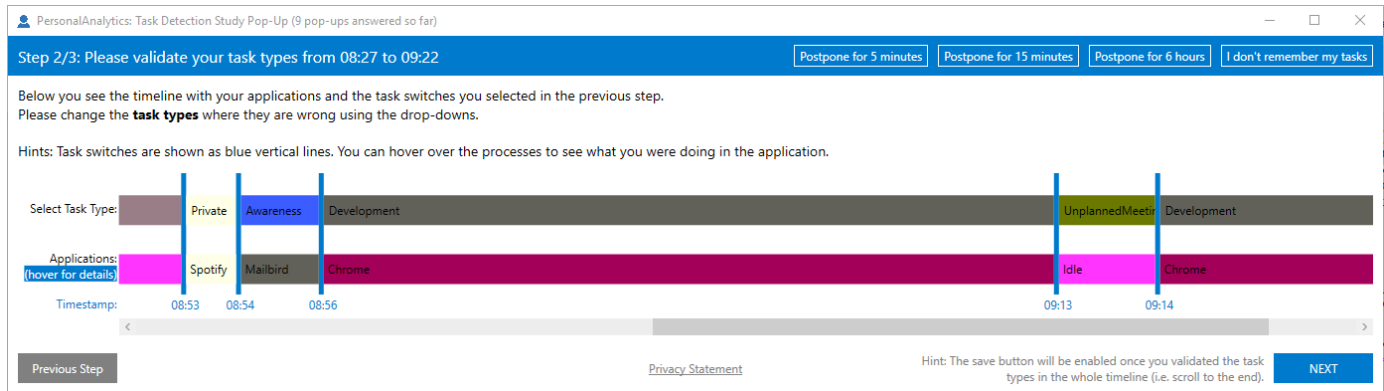 PersonalAnalytics: Task Detection Study Pop-Up (9 pop-ups answered so far)
Step 2/3: Please validate your task types from 08:27 to 09:22
Postpone for 5 minutes Postpone for 15 minutes Postpone for 6 hours I don't remember my tasks
Below you see the timeline with your applications and the task switches you selected in the previous step.
Please change the task types where they are wrong using the drop-downs.
Hints: Task switches are shown as blue vertical lines. You can hover over the processes to see what you were doing in the application.
Select Task Type: Private Awareness Development UnplannedMeetin Development
Applications:
(hover for details) Spotify Mailbird Chrome Idle Chrome
Timestamp: 08:53 08:54 08:56 09:13 09:14
Previous Step
Privacy Statement
Hint: The save button will be enabled once you validated the task
types in the whole timeline (i.e. scroll to the end).
NEXT